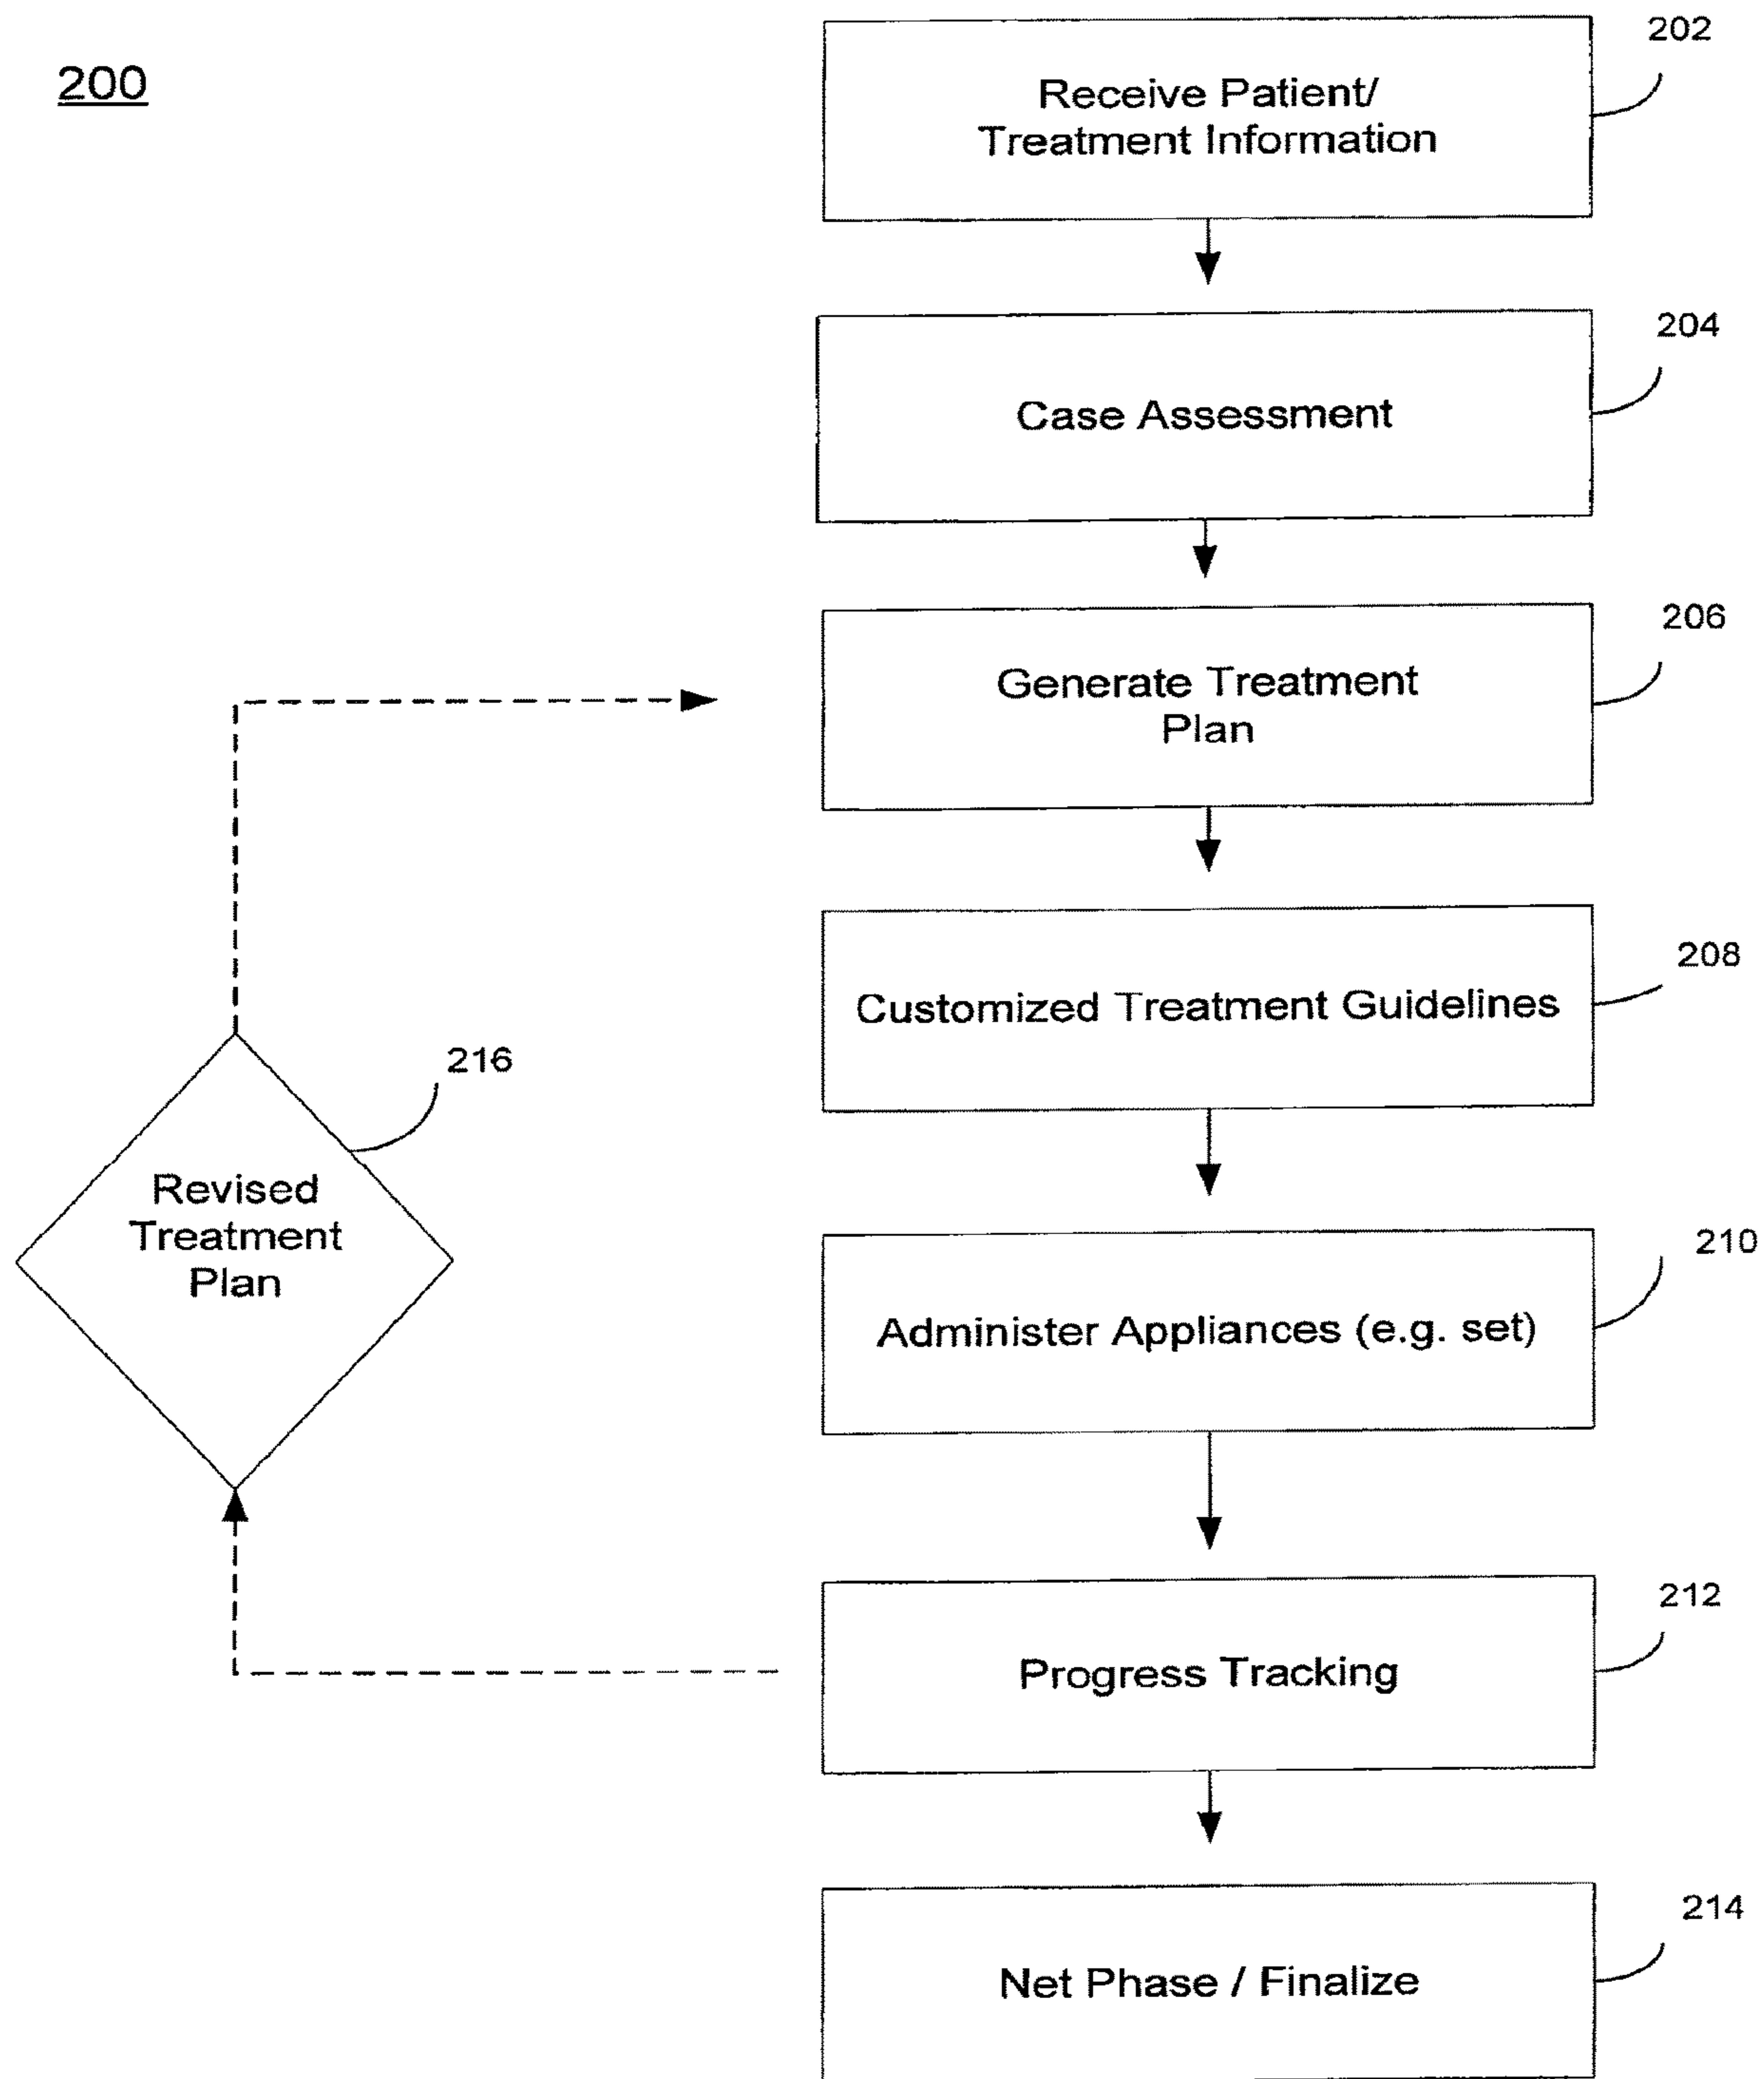 200
202
Receive Patient/
Treatment Information
204
Case Assessment
206
Generate Treatment
Plan
208
Customized Treatment Guidelines
216
Revised
Treatment
Plan
210
Administer Appliances (e.g. set)
212
Progress Tracking
214
Net Phase / Finalize